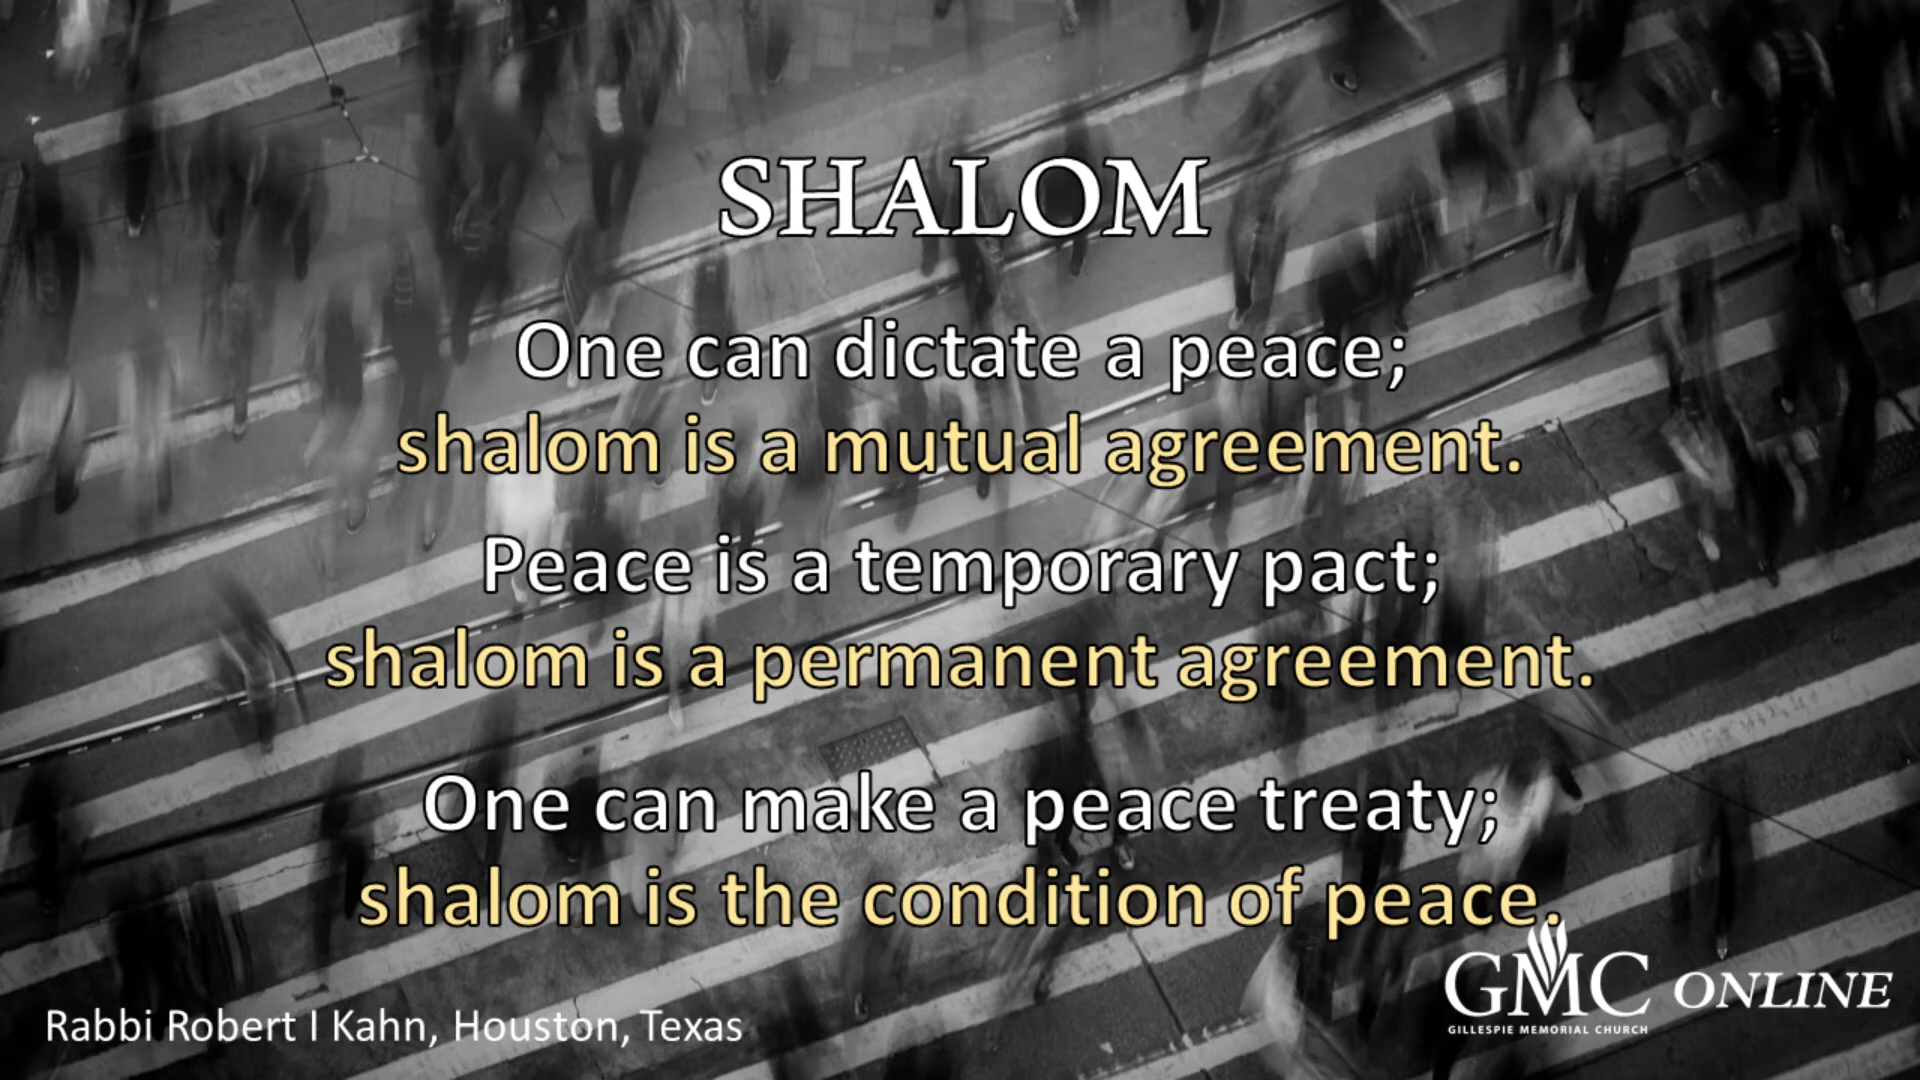 SHALOM
One can dictate a peace;
shalom is a mutual agreement.
Peace is a temporary pact;
shalom is a permanent agreement.
One can make a peace treaty;
shalom is the condition of peace.
GMC ONLINE
GILLESPIE MEMORIAL CHURCH
Rabbi Robert I Kahn, Houston, Texas